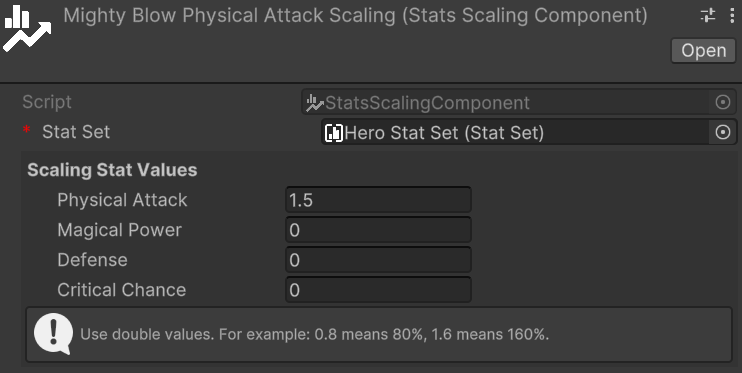 Mighty Blow Physical Attack Scaling (Stats Scaling Component)
Open
Script StatsScalingComponent
* Stat Set Hero Stat Set (Stat Set)
Scaling Stat Values
Physical Attack 1.5
Magical Power 0
Defense 0
Critical Chance 0
Use double values. For example: 0.8 means 80%, 1.6 means 160%.